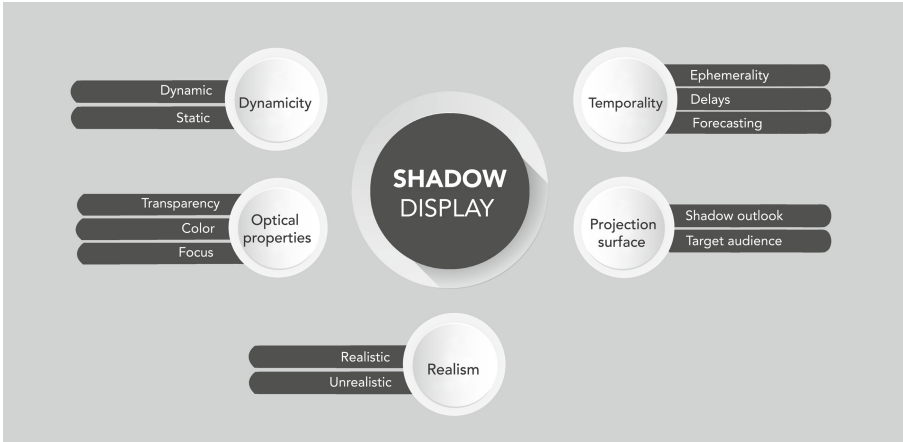 Dynamic
Static
Dynamicity
Transparency
Color
Focus
Optical
properties
SHADOW
DISPLAY
Temporality
Ephemerality
Delays
Forecasting
Projection
surface
Shadow outlook
Target audience
Realistic
Unrealistic
Realism